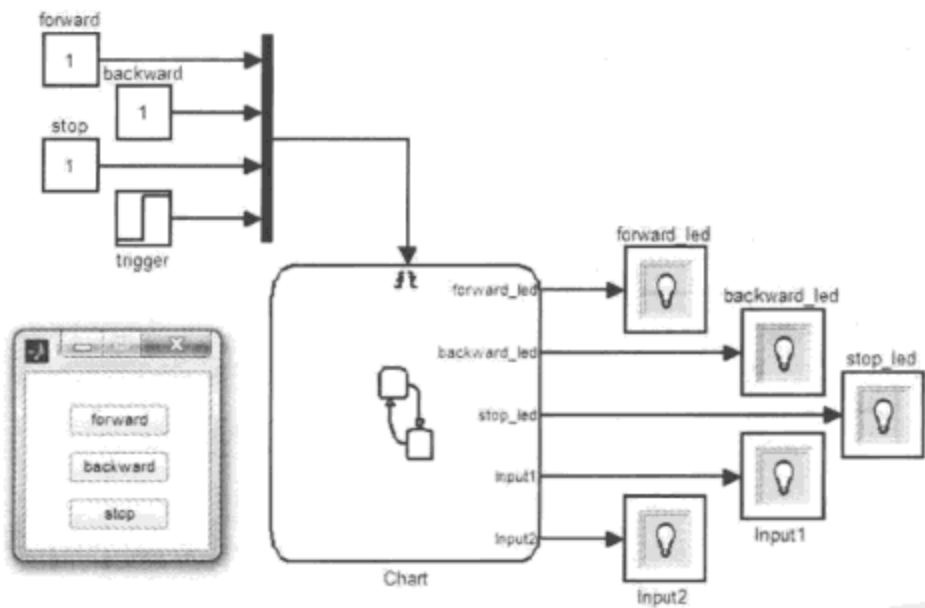 forward
1
backward
1
stop
1
trigger
forward_led
backward_led
stop_led
Input1
Input2
Chart
forward_led
backward_led
stop_led
Input1
Input2
forward
backward
stop